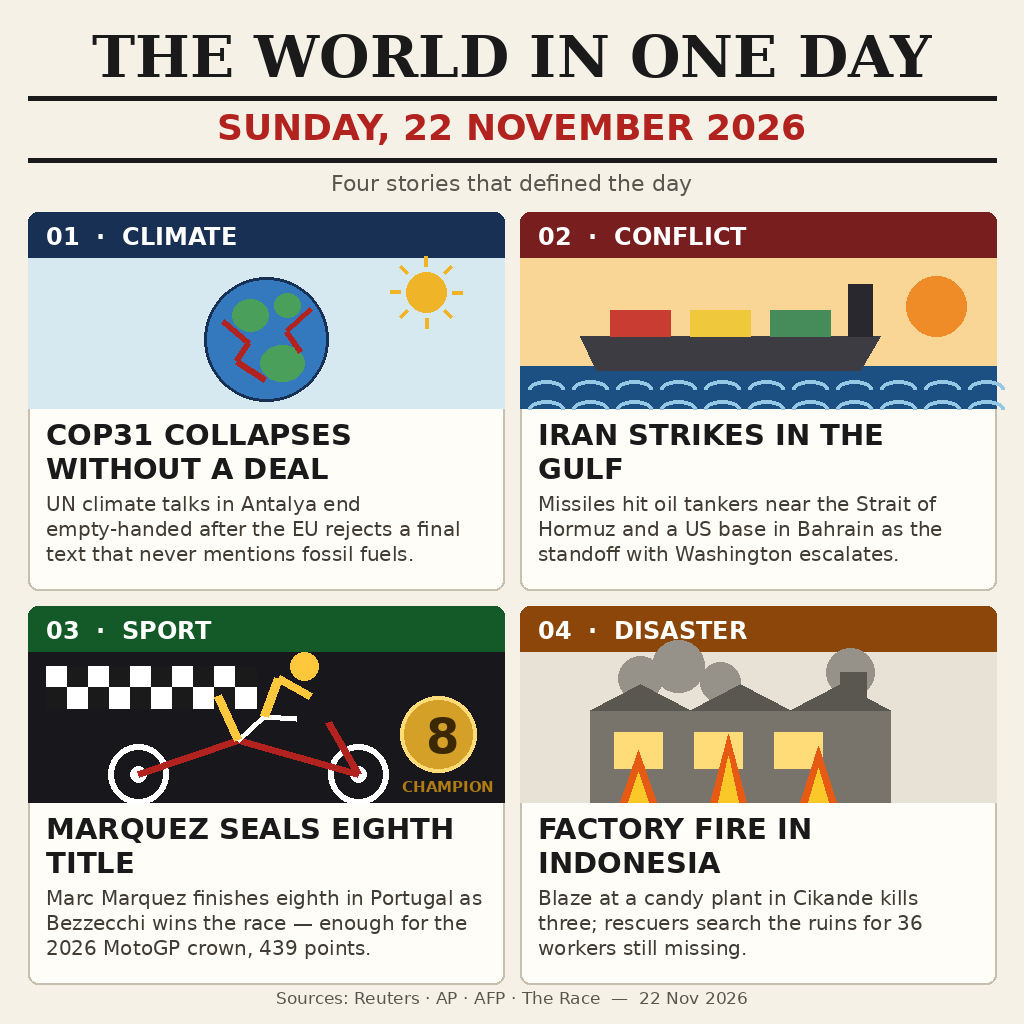 THE WORLD IN ONE DAY
SUNDAY, 22 NOVEMBER 2026
Four stories that defined the day
01 · CLIMATE
COP31 COLLAPSES
WITHOUT A DEAL
UN climate talks in Antalya end
empty-handed after the EU rejects a final
text that never mentions fossil fuels.
02 · CONFLICT
IRAN STRIKES IN THE
GULF
Missiles hit oil tankers near the Strait of
Hormuz and a US base in Bahrain as the
standoff with Washington escalates.
03 · SPORT
8
CHAMPION
MARQUEZ SEALS EIGHTH
TITLE
Marc Marquez finishes eighth in Portugal as
Bezzecchi wins the race — enough for the
2026 MotoGP crown, 439 points.
04 · DISASTER
FACTORY FIRE IN
INDONESIA
Blaze at a candy plant in Cikande kills
three; rescuers search the ruins for 36
workers still missing.
Sources: Reuters · AP · AFP · The Race — 22 Nov 2026